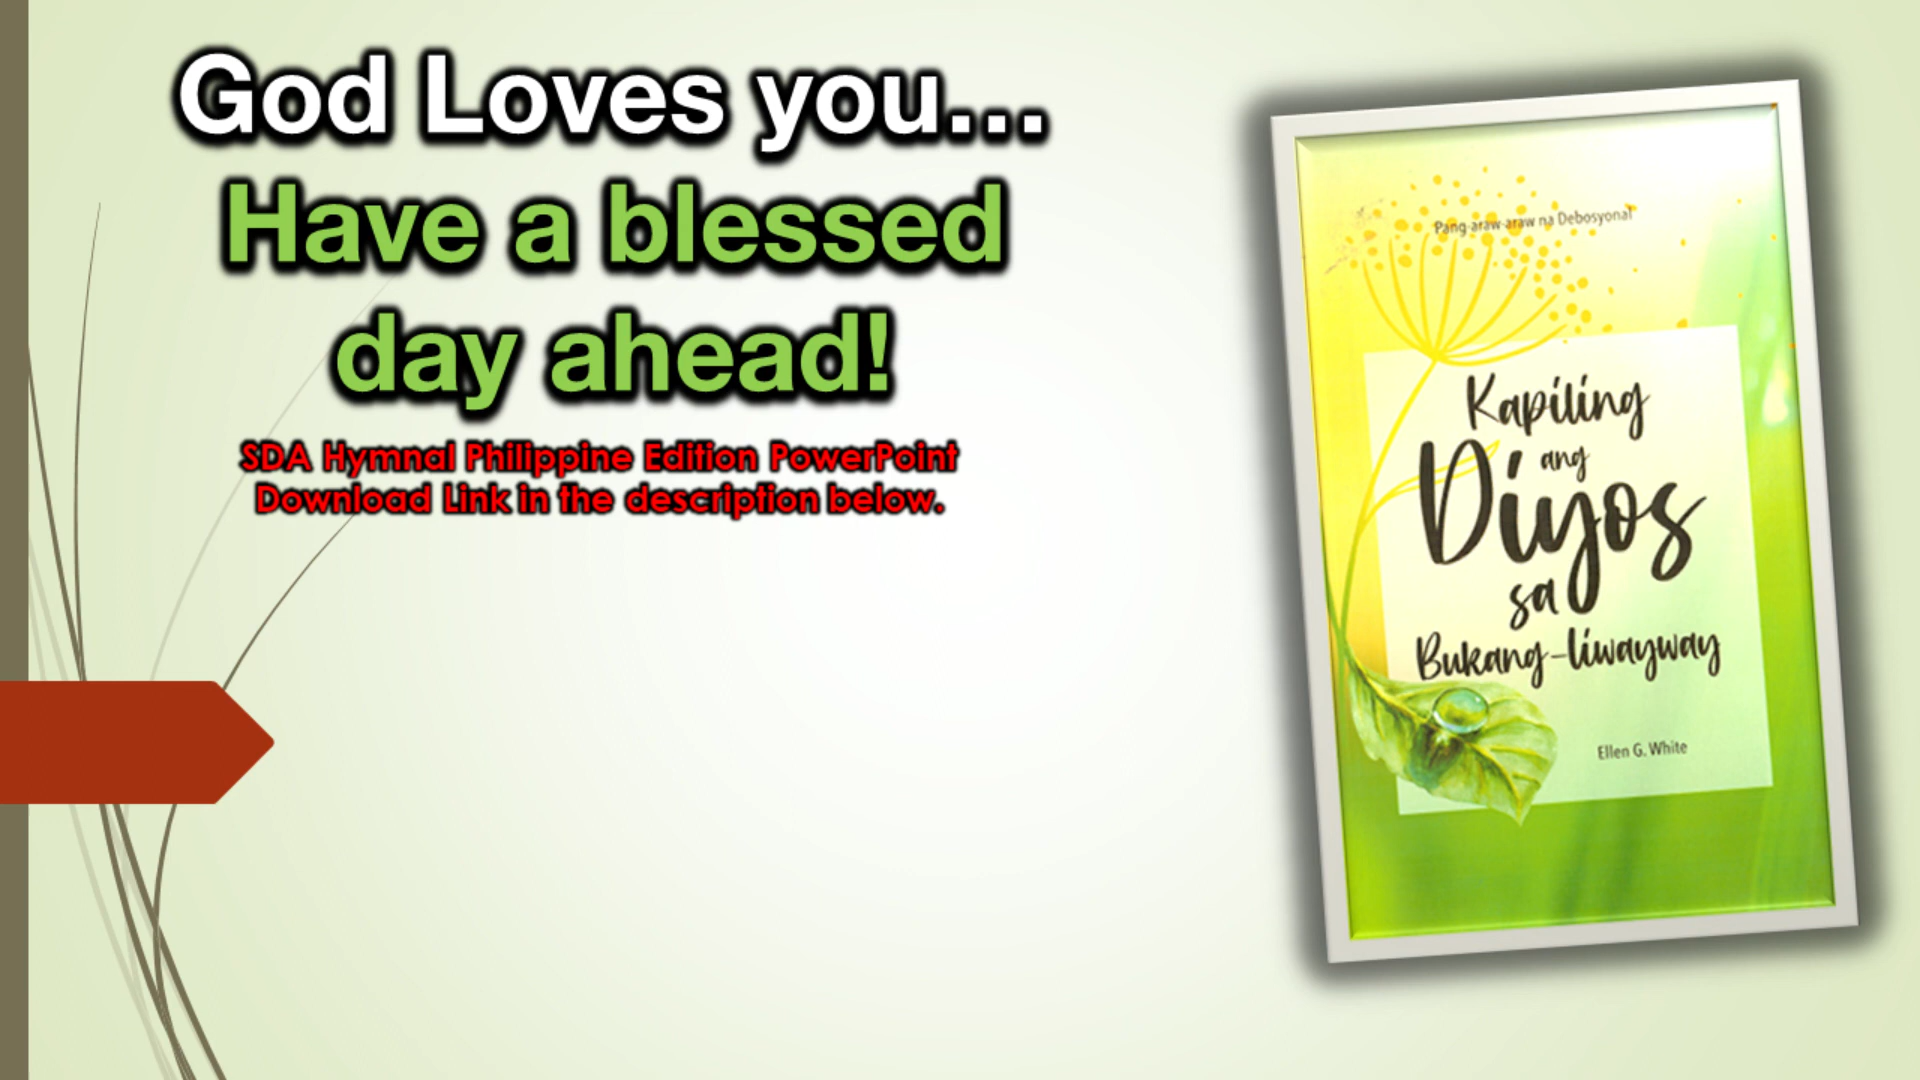 God Loves you...
Have a blessed
day ahead!
SDA Hymnal Philippine Edition PowerPoint
Download Link in the description below.
Pang-araw-araw na Debosyonal
Kapiling
ang
Diyos
sa
Bukang-liwayway
Ellen G. White